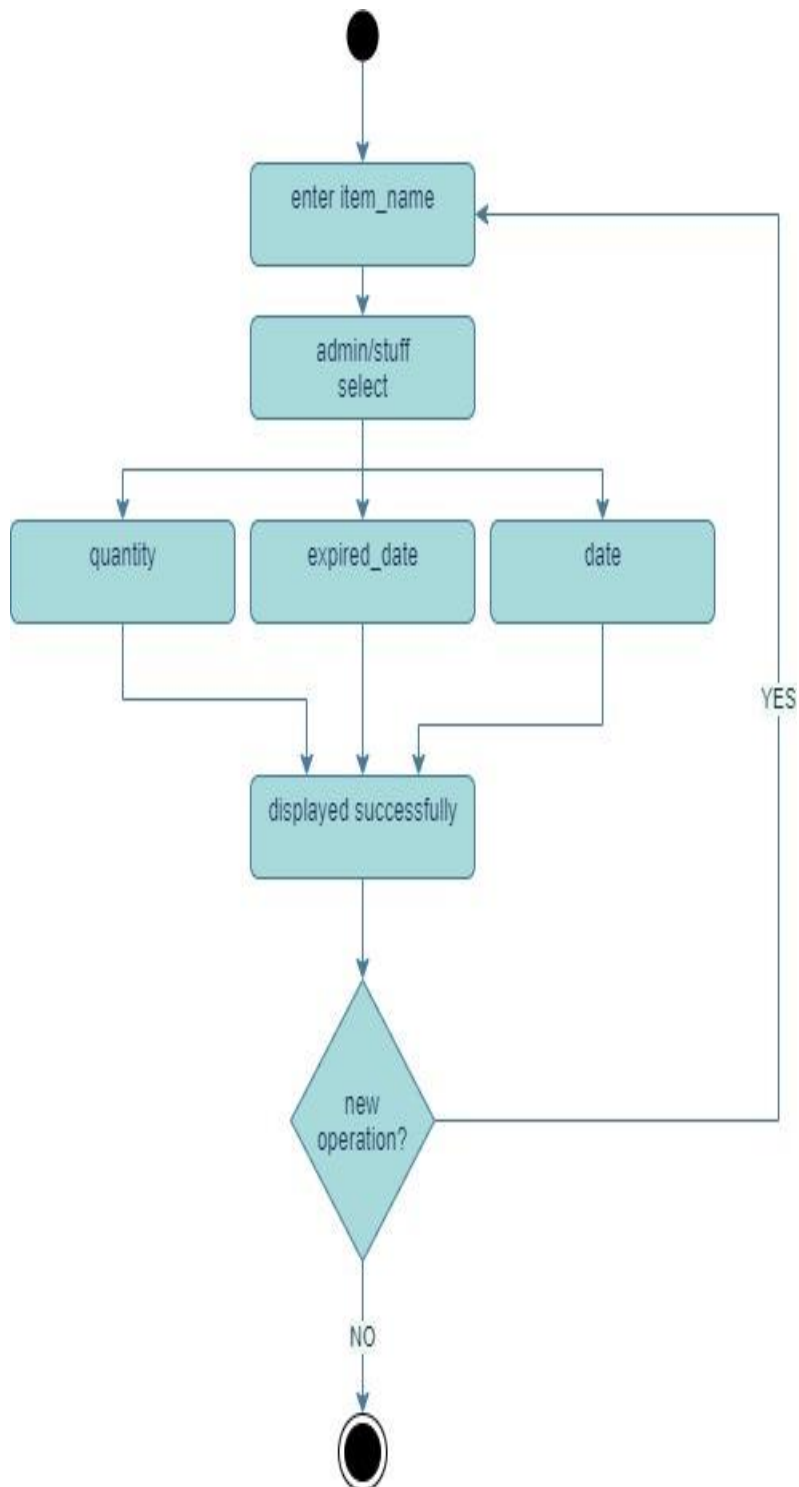 enter item_name
admin/stuff
select
quantity
expired_date
date
YES
displayed successfully
new
operation?
NO